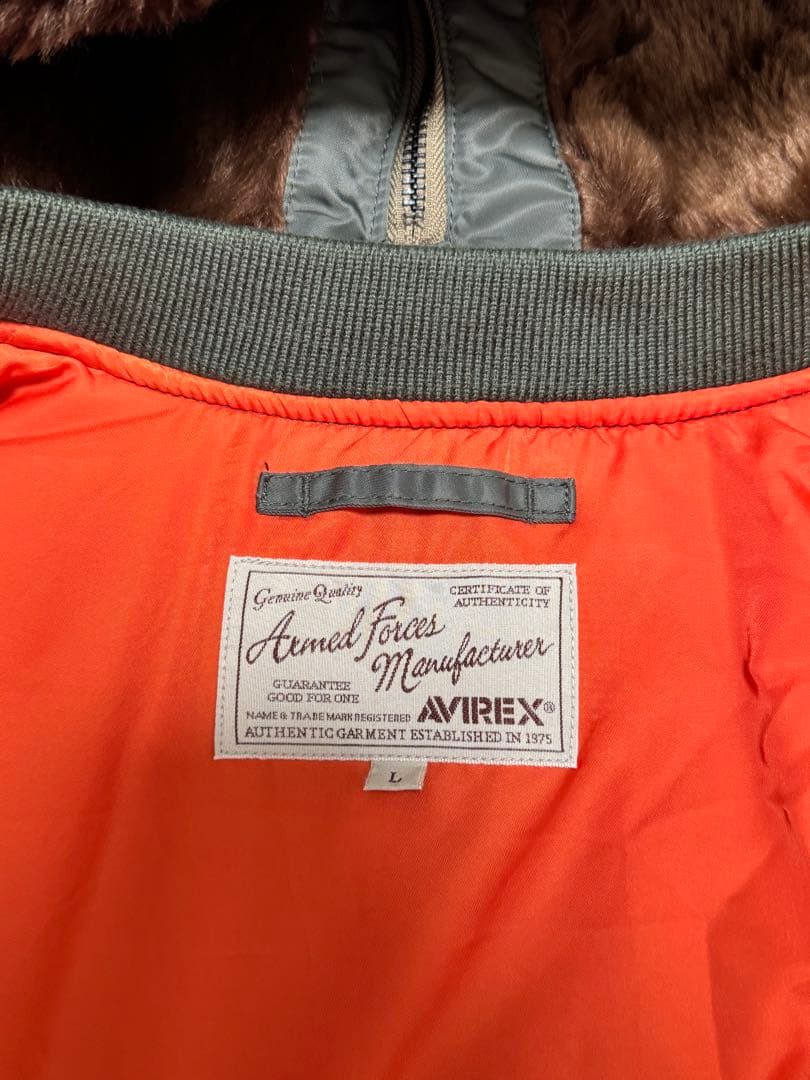 Genuine Quality
CERTIFICATE OF
AUTHENTICITY
Armed Forces
Manufacturer
GUARANTEE
GOOD FOR ONE
NAME & TRADE MARK REGISTERED
AVIREX®
AUTHENTIC GARMENT ESTABLISHED IN 1975
L